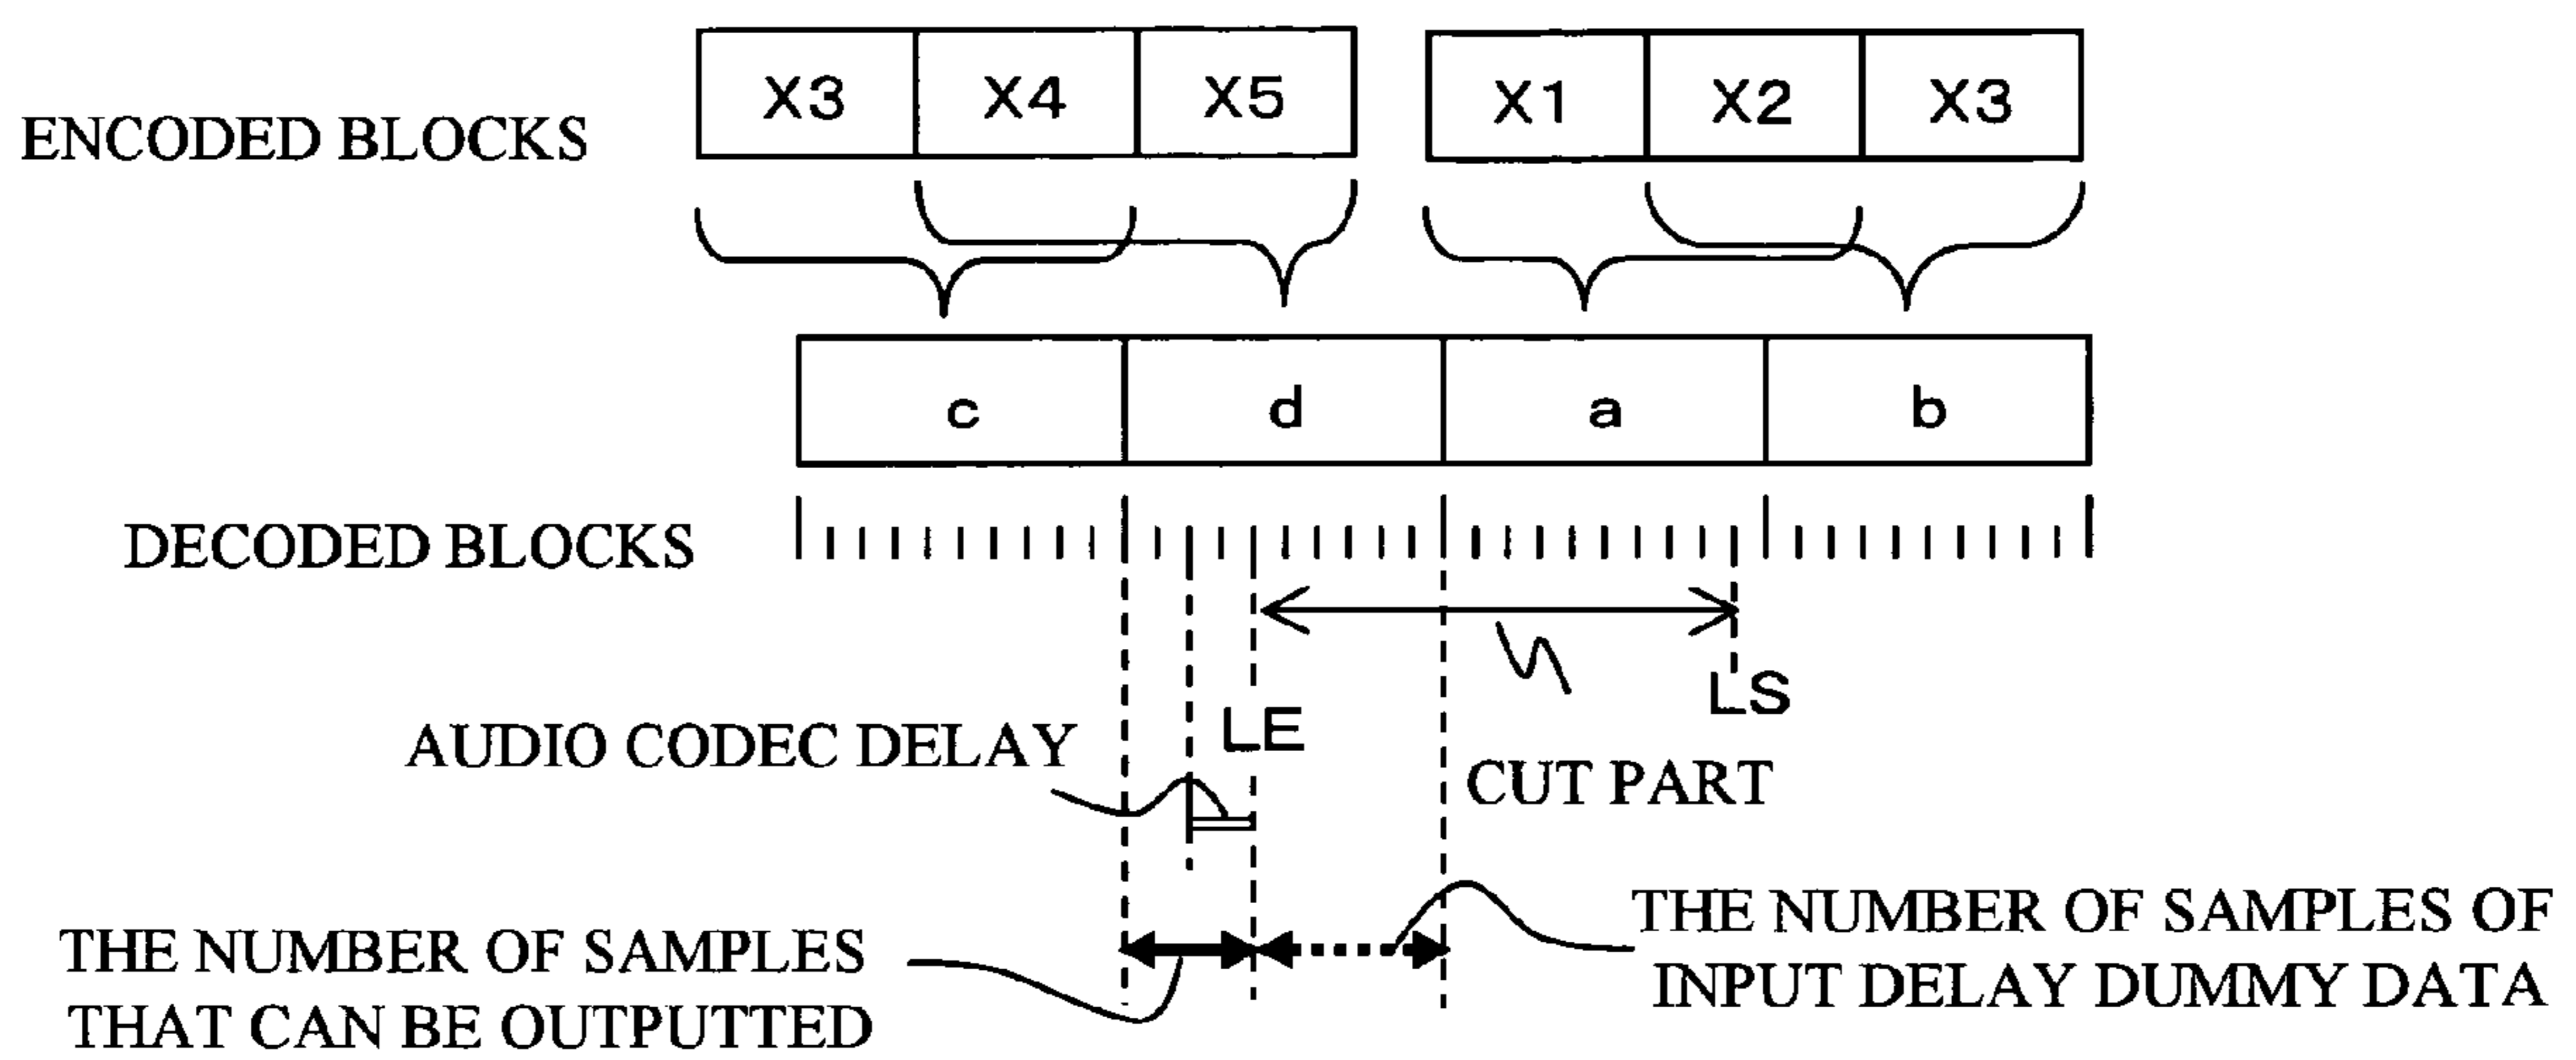 X3 X4 X5 X1 X2 X3
ENCODED BLOCKS
c d a b
DECODED BLOCKS
LS
AUDIO CODEC DELAY
LE
CUT PART
THE NUMBER OF SAMPLES
THAT CAN BE OUTPUTTED
THE NUMBER OF SAMPLES OF
INPUT DELAY DUMMY DATA